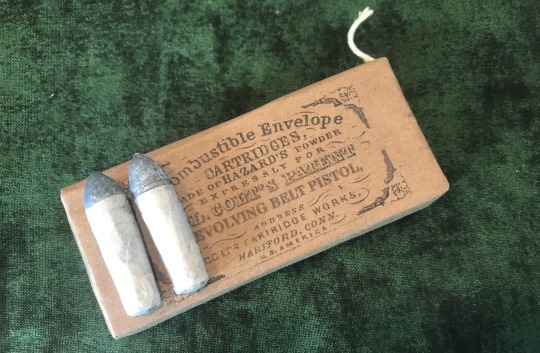 ombustible Envelope
CARTRIDGES,
ADE OF HAZARD'S POWDER
EXPRESSLY FOR
L. COLT'S PATENT
EVOLVING BELT PISTOL,
ADDRESS
CARTRIDGE WORKS,
HARTFORD, CONN.
U.S. AMERICA.